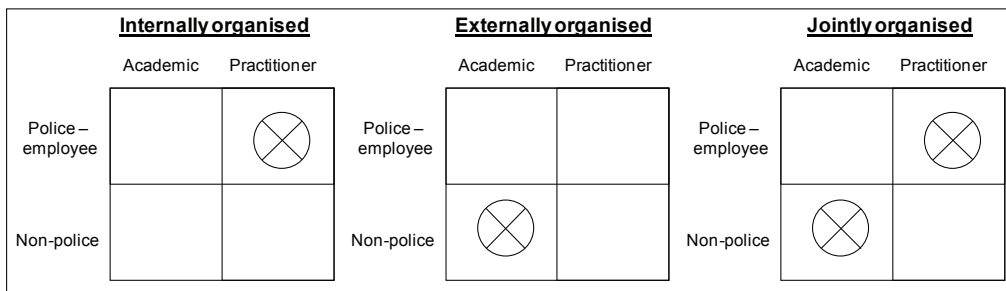 Internally organised
Externally organised
Jointly organised
Academic Practitioner
Academic Practitioner
Academic Practitioner
Police –
employee
Police –
employee
Police –
employee
Non-police
Non-police
Non-police